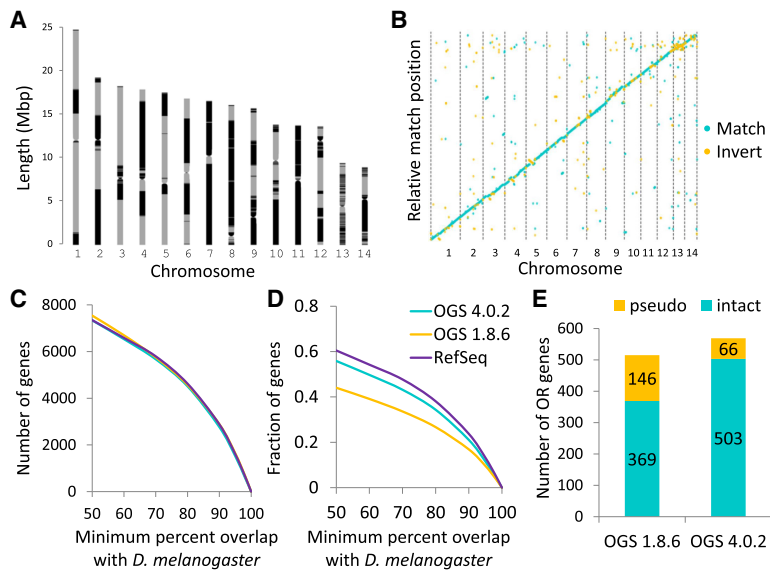 A
Length (Mbp)
25
20
15
10
5
0
1 2 3 4 5 6 7 8 9 10 11 12 13 14
Chromosome
B
Relative match position
1 2 3 4 5 6 7 8 9 10 11 12 13 14
Chromosome
Match
Invert
C
Number of genes
8000
6000
4000
2000
0
50 60 70 80 90 100
Minimum percent overlap
with D. melanogaster
D
Fraction of genes
0.8
0.6
0.4
0.2
0
OGS 4.0.2
OGS 1.8.6
RefSeq
50 60 70 80 90 100
Minimum percent overlap
with D. melanogaster
E
pseudo intact
Number of OR genes
600
500
400
300
200
100
0
146
369
66
503
OGS 1.8.6 OGS 4.0.2